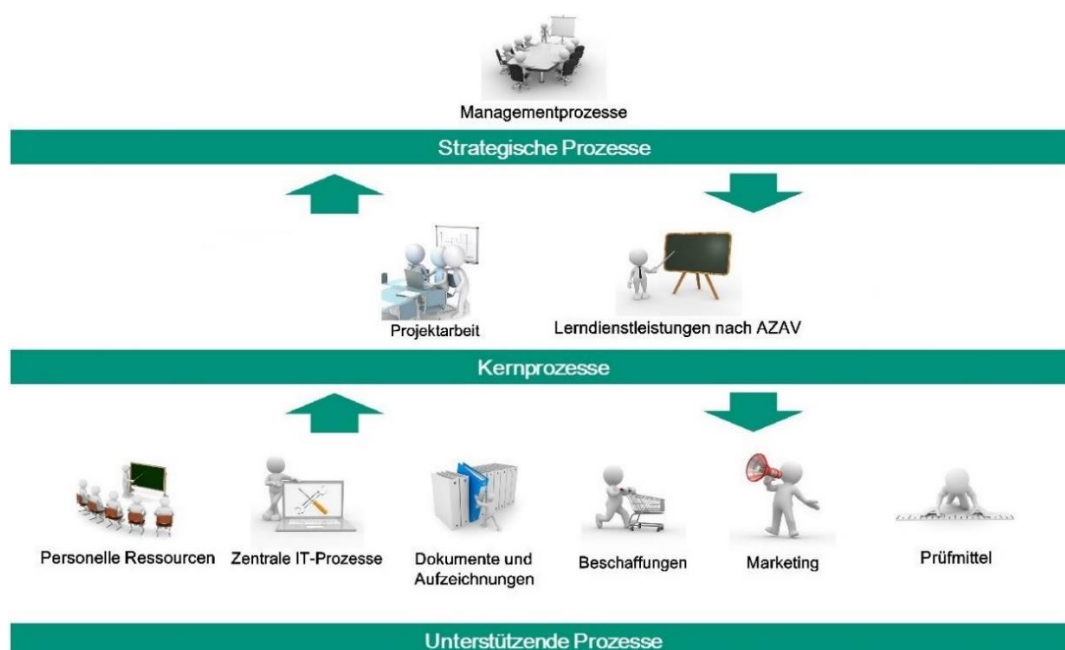 Managementprozesse
Strategische Prozesse
Projektarbeit
Lerndienstleistungen nach AZAV
Kernprozesse
Personelle Ressourcen
Zentrale IT-Prozesse
Dokumente und
Aufzeichnungen
Beschaffungen
Marketing
Prüfmittel
Unterstützende Prozesse